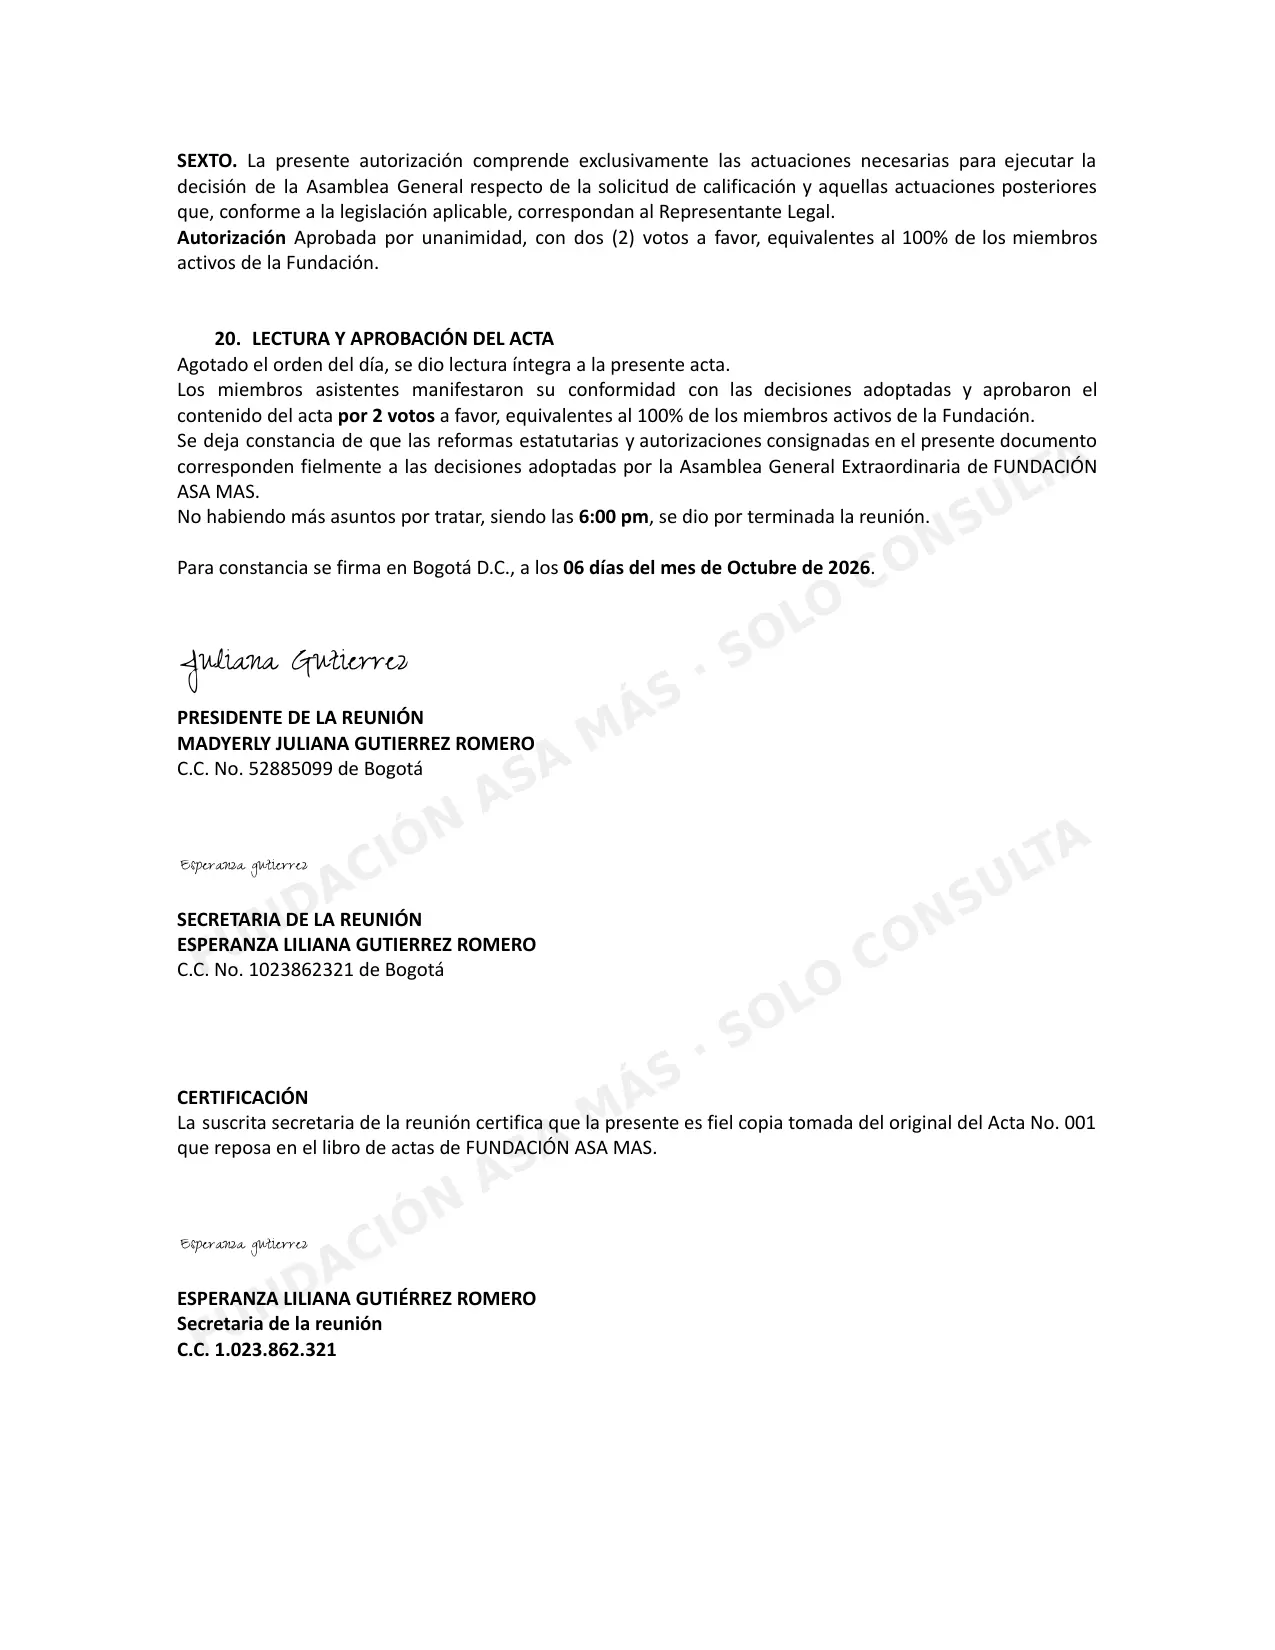 SEXTO. La presente autorización comprende exclusivamente las actuaciones necesarias para ejecutar la
decisión de la Asamblea General respecto de la solicitud de calificación y aquellas actuaciones posteriores
que, conforme a la legislación aplicable, correspondan al Representante Legal.
Autorización Aprobada por unanimidad, con dos (2) votos a favor, equivalentes al 100% de los miembros
activos de la Fundación.
20. LECTURA Y APROBACIÓN DEL ACTA
Agotado el orden del día, se dio lectura íntegra a la presente acta.
Los miembros asistentes manifestaron su conformidad con las decisiones adoptadas y aprobaron el
contenido del acta por 2 votos a favor, equivalentes al 100% de los miembros activos de la Fundación.
Se deja constancia de que las reformas estatutarias y autorizaciones consignadas en el presente documento
corresponden fielmente a las decisiones adoptadas por la Asamblea General Extraordinaria de FUNDACIÓN
ASA MAS.
No habiendo más asuntos por tratar, siendo las 6:00 pm, se dio por terminada la reunión.
Para constancia se firma en Bogotá D.C., a los 06 días del mes de Octubre de 2026.
Juliana Gutierrez
PRESIDENTE DE LA REUNIÓN
MADYERLY JULIANA GUTIERREZ ROMERO
C.C. No. 52885099 de Bogotá
Esperanza gutierrez
SECRETARIA DE LA REUNIÓN
ESPERANZA LILIANA GUTIERREZ ROMERO
C.C. No. 1023862321 de Bogotá
CERTIFICACIÓN
La suscrita secretaria de la reunión certifica que la presente es fiel copia tomada del original del Acta No. 001
que reposa en el libro de actas de FUNDACIÓN ASA MAS.
Esperanza gutierrez
ESPERANZA LILIANA GUTIÉRREZ ROMERO
Secretaria de la reunión
C.C. 1.023.862.321
FUNDACIÓN ASA MÁS · SOLO CONSULTA
FUNDACIÓN ASA MÁS · SOLO CONSULTA